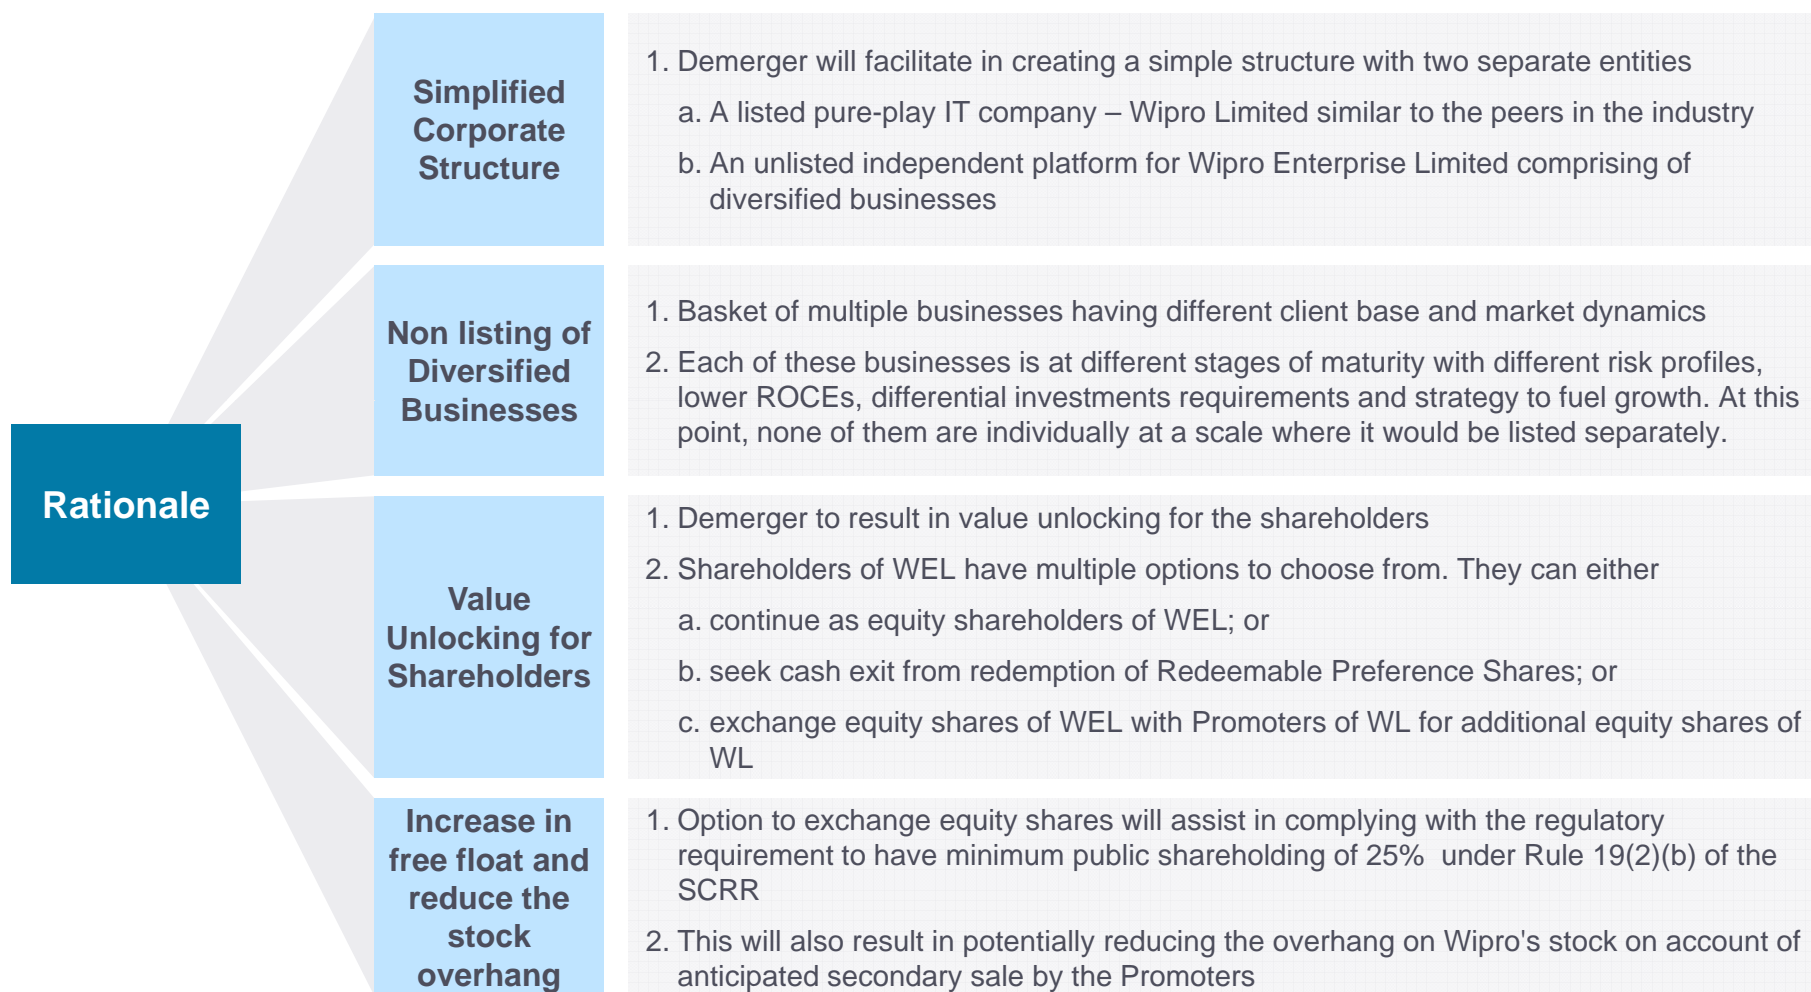 Rationale
Simplified
Corporate
Structure
1. Demerger will facilitate in creating a simple structure with two separate entities
a. A listed pure-play IT company – Wipro Limited similar to the peers in the industry
b. An unlisted independent platform for Wipro Enterprise Limited comprising of
diversified businesses
Non listing of
Diversified
Businesses
1. Basket of multiple businesses having different client base and market dynamics
2. Each of these businesses is at different stages of maturity with different risk profiles,
lower ROCEs, differential investments requirements and strategy to fuel growth. At this
point, none of them are individually at a scale where it would be listed separately.
Value
Unlocking for
Shareholders
1. Demerger to result in value unlocking for the shareholders
2. Shareholders of WEL have multiple options to choose from. They can either
a. continue as equity shareholders of WEL; or
b. seek cash exit from redemption of Redeemable Preference Shares; or
c. exchange equity shares of WEL with Promoters of WL for additional equity shares of
WL
Increase in
free float and
reduce the
stock
overhang
1. Option to exchange equity shares will assist in complying with the regulatory
requirement to have minimum public shareholding of 25%  under Rule 19(2)(b) of the
SCRR
2. This will also result in potentially reducing the overhang on Wipro's stock on account of
anticipated secondary sale by the Promoters